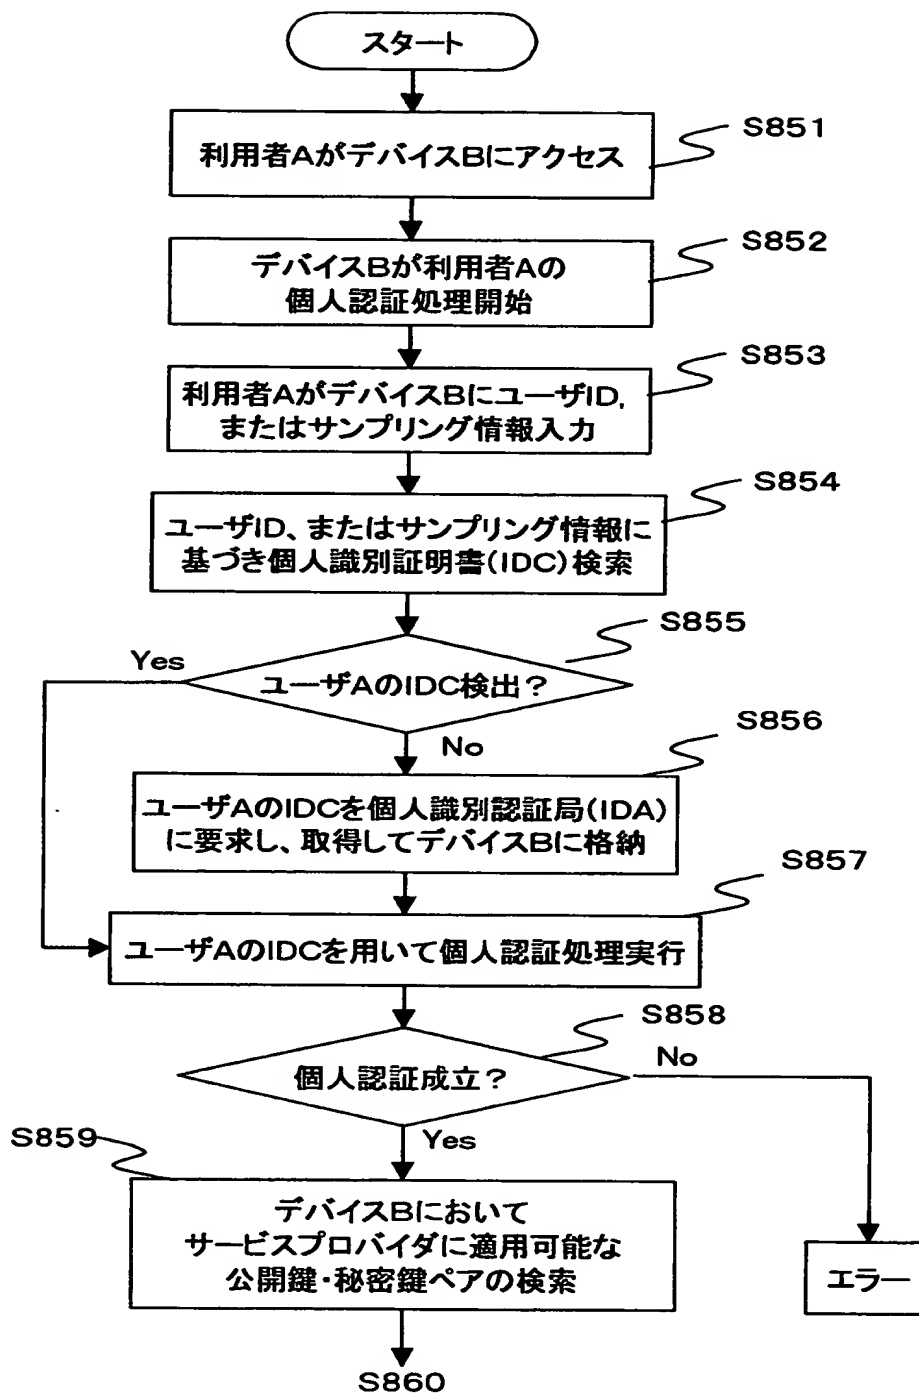 スタート
利用者AがデバイスBにアクセス
S851
デバイスBが利用者Aの
個人認証処理開始
S852
利用者AがデバイスBにユーザID,
またはサンプリング情報入力
S853
ユーザID、またはサンプリング情報に
基づき個人識別証明書(IDC)検索
S854
ユーザAのIDC検出?
S855
Yes
No
ユーザAのIDCを個人識別認証局(IDA)
に要求し、取得してデバイスBに格納
S856
ユーザAのIDCを用いて個人認証処理実行
S857
個人認証成立?
S858
No
Yes
S859
デバイスBにおいて
サービスプロバイダに適用可能な
公開鍵・秘密鍵ペアの検索
エラー
S860